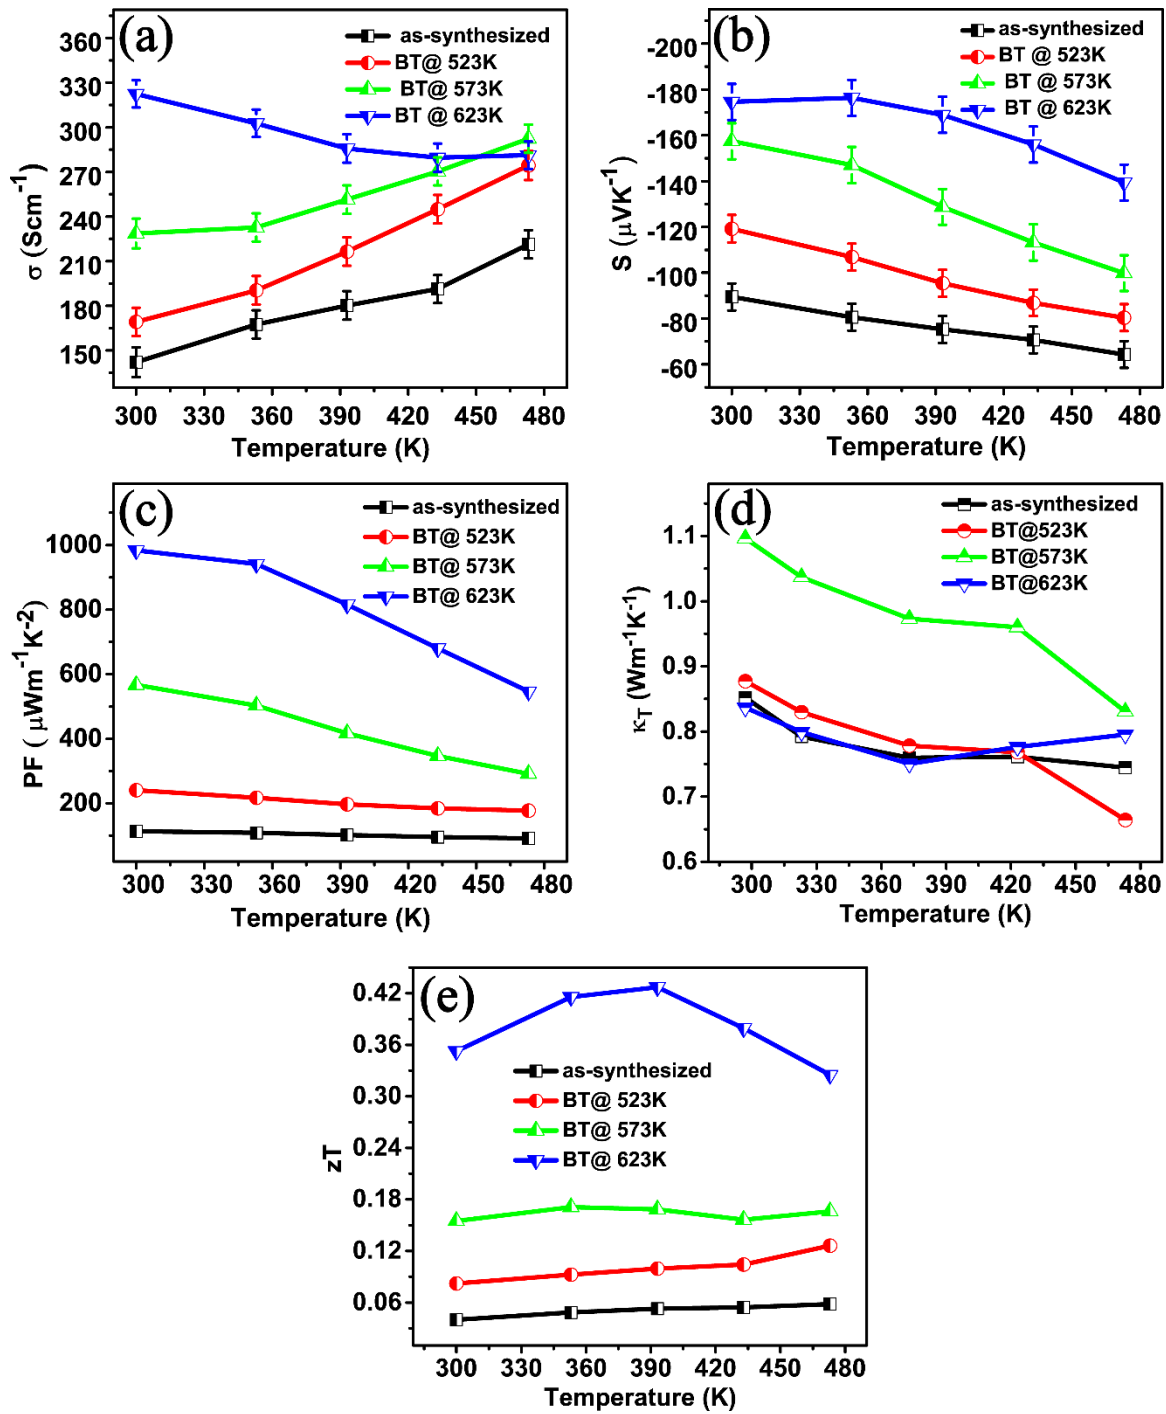 (a)
as-synthesized
BT@ 523K
BT@ 573K
BT @ 623K
360
330
300
270
240
210
180
150
σ (Scm⁻¹)
300 330 360 390 420 450 480
Temperature (K)
(b)
as-synthesized
BT @ 523K
BT @ 573K
BT @ 623K
-200
-180
-160
-140
-120
-100
-80
-60
S (μVK⁻¹)
300 330 360 390 420 450 480
Temperature (K)
(c)
as-synthesized
BT@ 523K
BT@ 573K
BT@ 623K
1000
800
600
400
200
PF ( μWm⁻¹K⁻²)
300 330 360 390 420 450 480
Temperature (K)
(d)
as-synthesized
BT@523K
BT@573K
BT@623K
1.1
1.0
0.9
0.8
0.7
0.6
κT (Wm⁻¹K⁻¹)
300 330 360 390 420 450 480
Temperature (K)
(e)
0.42
0.36
0.30
0.24
0.18
0.12
0.06
zT
as-synthesized
BT@ 523K
BT@ 573K
BT@ 623K
300 330 360 390 420 450 480
Temperature (K)